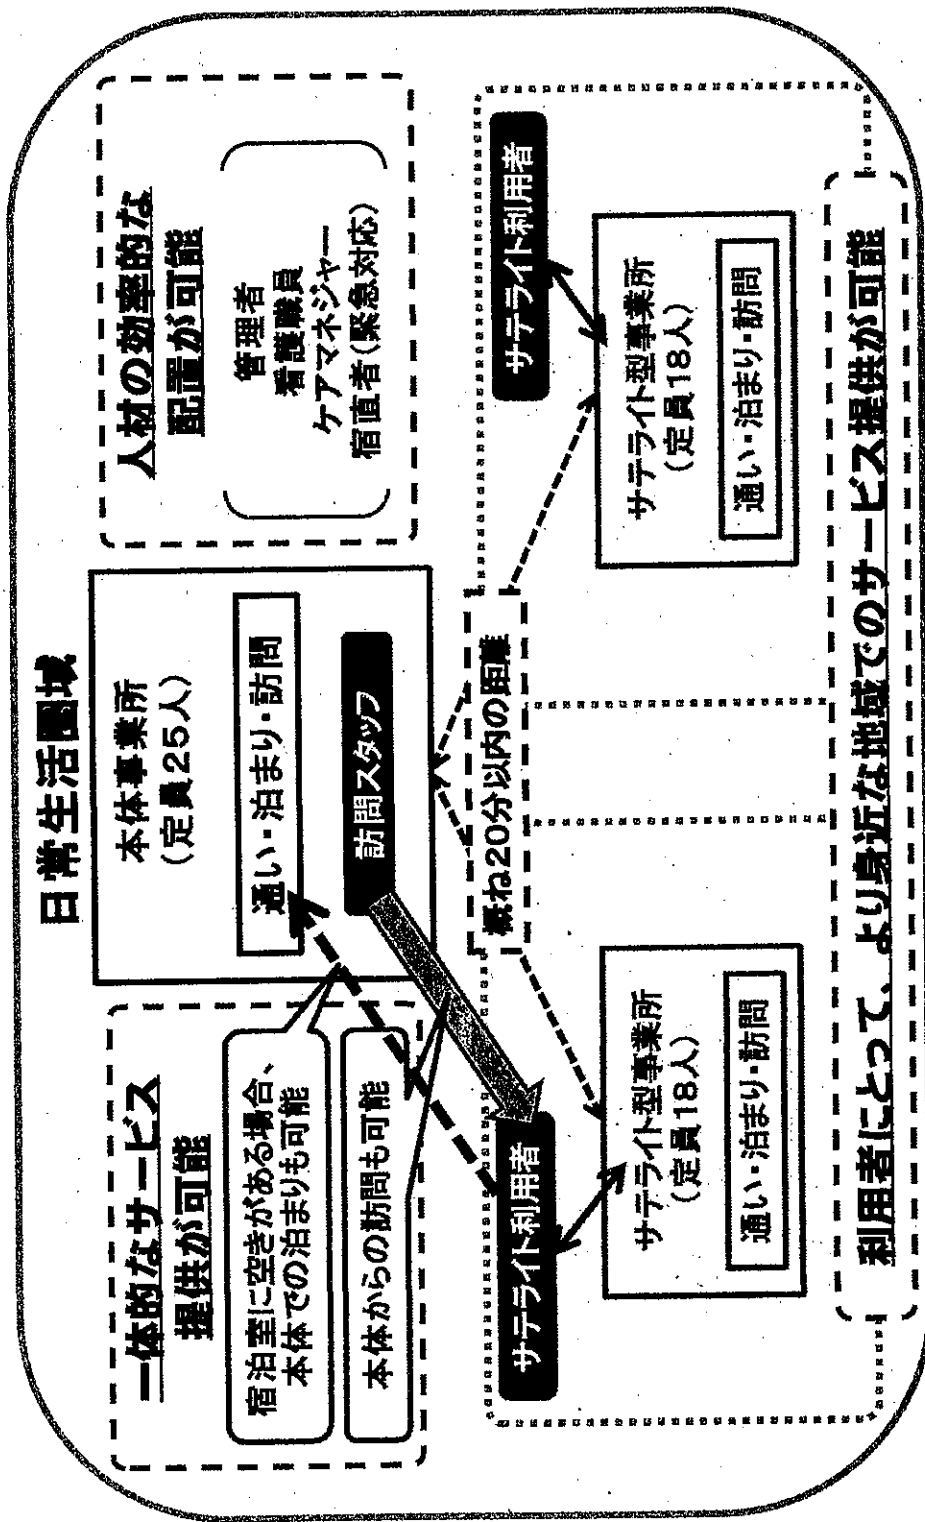 日常生活圏域
一体的なサービス
提供が可能
宿泊室に空きがある場合、
本体での泊まりも可能
本体からの訪問も可能
本体事業所
(定員25人)
通い・泊まり・訪問
訪問スタッフ
人材の効率的な
配置が可能
管理者
看護職員
ケアマネジャー
宿直者(緊急対応)
概ね20分以内の距離
サテライト利用者
サテライト型事業所
(定員18人)
通い・泊まり・訪問
サテライト利用者
サテライト型事業所
(定員18人)
通い・泊まり・訪問
利用者にとって、より身近な地域でのサービス提供が可能